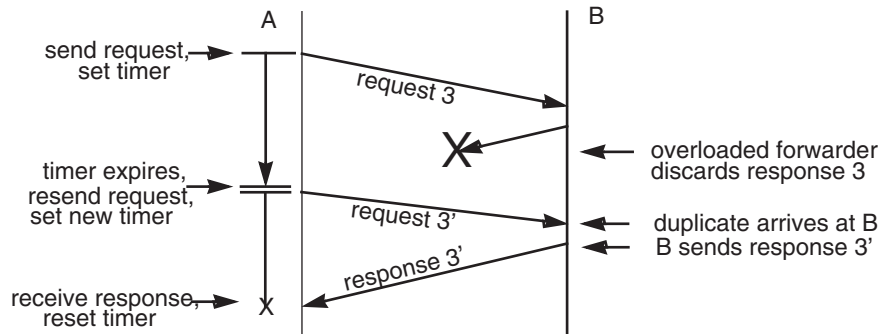 A
B
send request,
set timer
request 3
X
overloaded forwarder
discards response 3
timer expires,
resend request,
set new timer
request 3’
duplicate arrives at B
B sends response 3’
response 3’
receive response,
reset timer
X